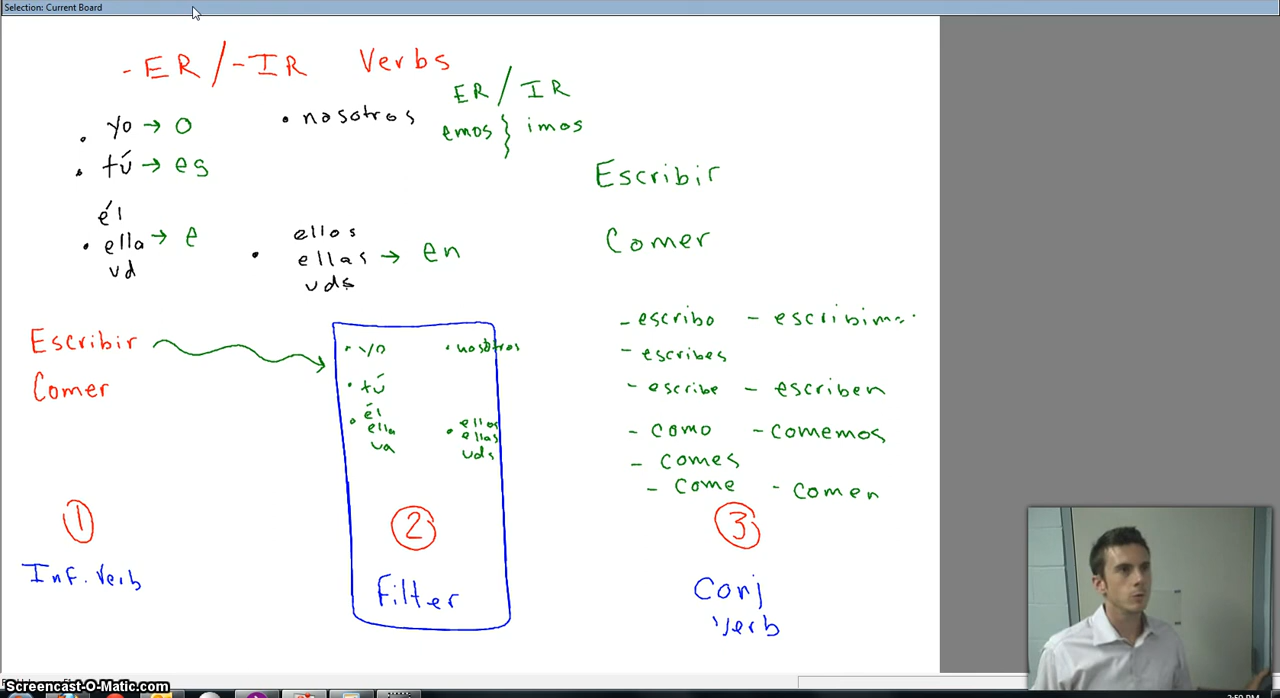 Selection: Current Board
-ER/-IR Verbs
ER / IR
• yo → o
• nosotros emos } imos
• tú → es
Escribir
él
• ella → e
vd
ellos
• ellas → en
uds
Comer
Escribir
Comer
• yo • nosotros
• tú
• él
ella
va
• ellos
ellas
uds
- escribo
- escribes
- escribe - escriben
- como - comemos
- comes
- come - comen
1
2
3
Inf. Verb
Filter
Conj
Verb
Screencast-O-Matic.com